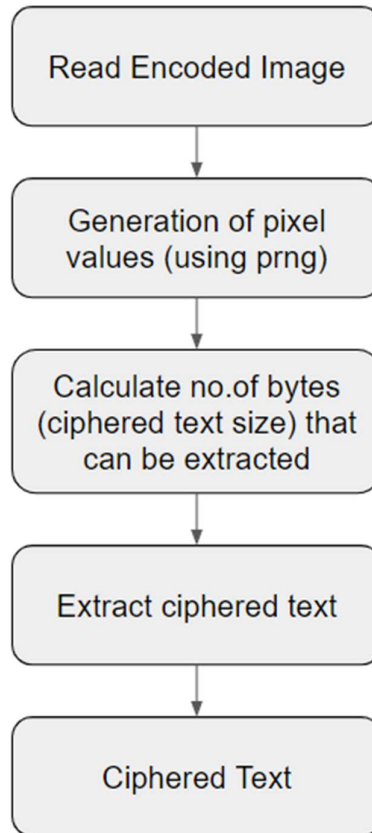 Read Encoded Image
Generation of pixel
values (using prng)
Calculate no.of bytes
(ciphered text size) that
can be extracted
Extract ciphered text
Ciphered Text